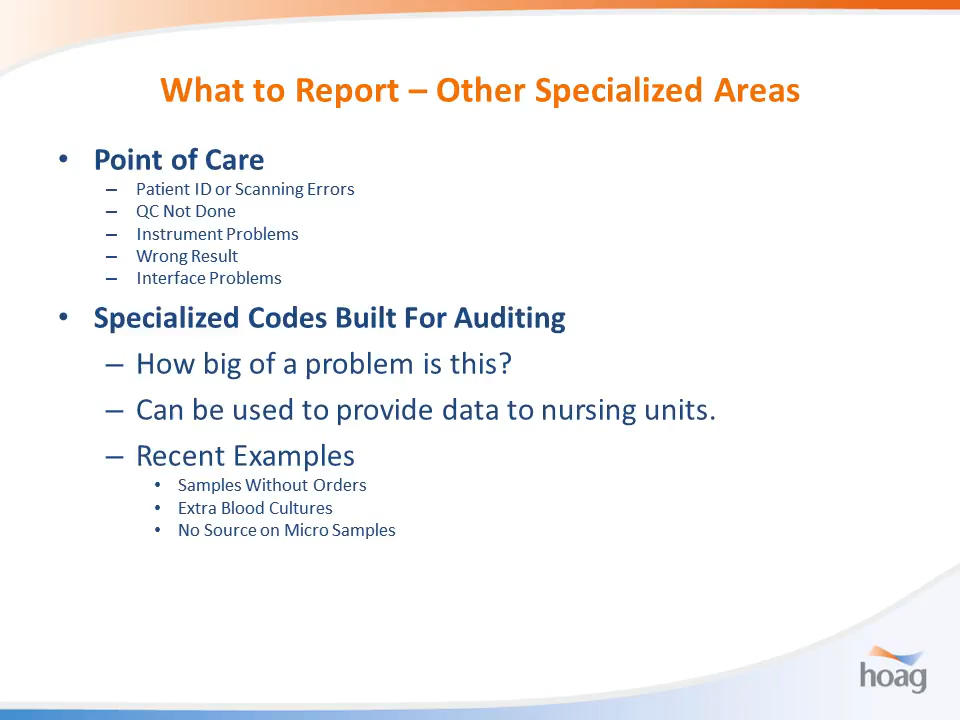 What to Report – Other Specialized Areas
• Point of Care
– Patient ID or Scanning Errors
– QC Not Done
– Instrument Problems
– Wrong Result
– Interface Problems
• Specialized Codes Built For Auditing
– How big of a problem is this?
– Can be used to provide data to nursing units.
– Recent Examples
• Samples Without Orders
• Extra Blood Cultures
• No Source on Micro Samples
hoag